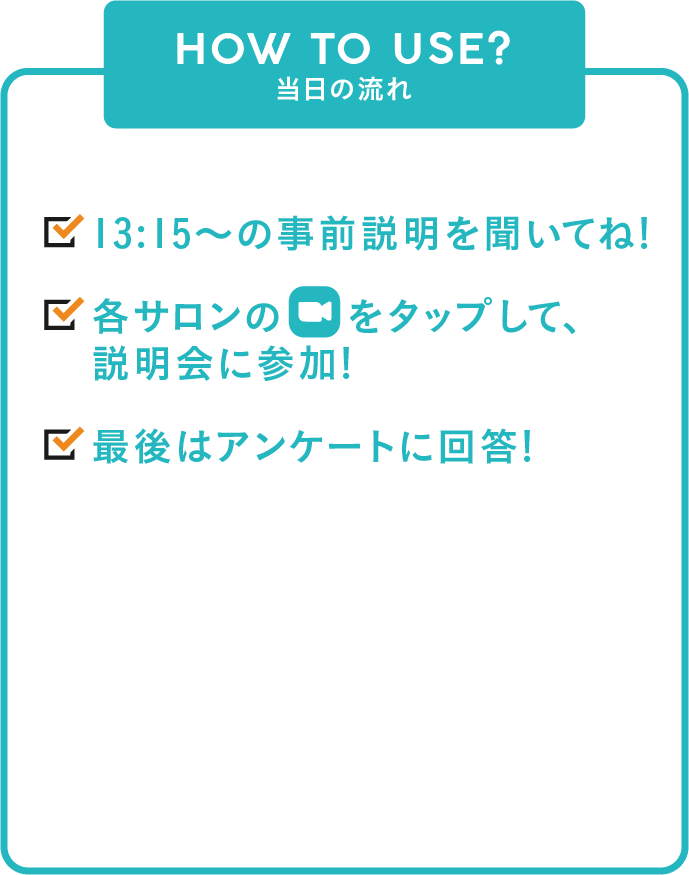 HOW TO USE?
当日の流れ
13:15～の事前説明を聞いてね!
各サロンの をタップして、
説明会に参加!
最後はアンケートに回答!